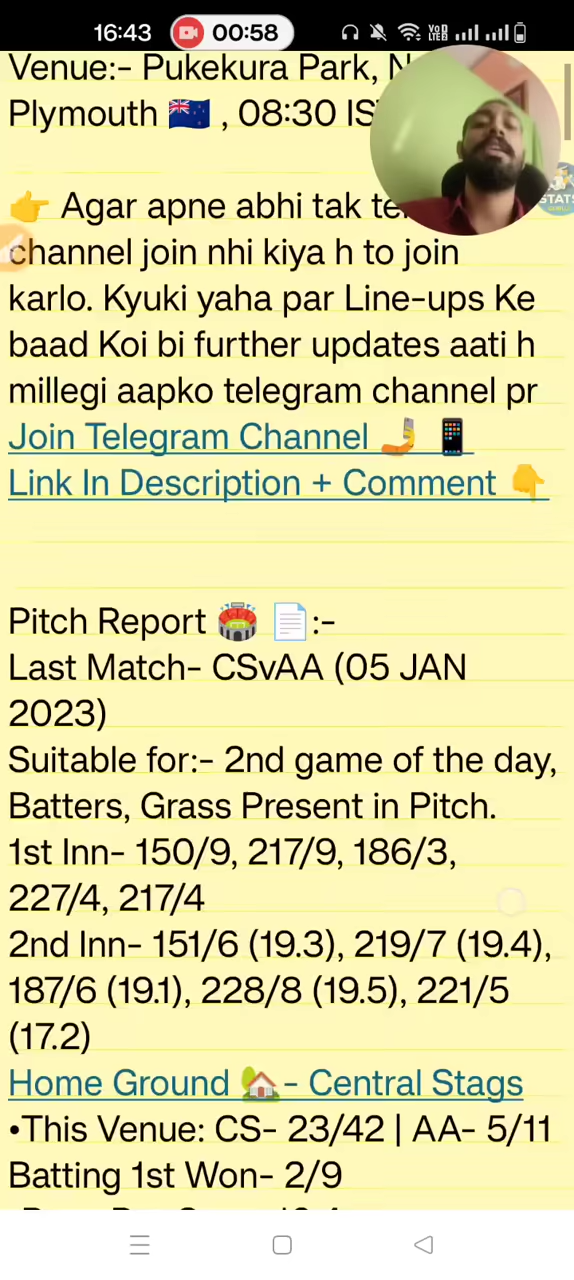 16:43 00:58 Vo) LTE
Venue:- Pukekura Park, N
Plymouth 🇳🇿 , 08:30 IS
STATS
👉 Agar apne abhi tak te
channel join nhi kiya h to join
karlo. Kyuki yaha par Line-ups Ke
baad Koi bi further updates aati h
millegi aapko telegram channel pr
Join Telegram Channel 🤳 📱
Link In Description + Comment 👇
Pitch Report 🏟️ 📄:-
Last Match- CSvAA (05 JAN
2023)
Suitable for:- 2nd game of the day,
Batters, Grass Present in Pitch.
1st Inn- 150/9, 217/9, 186/3,
227/4, 217/4
2nd Inn- 151/6 (19.3), 219/7 (19.4),
187/6 (19.1), 228/8 (19.5), 221/5
(17.2)
Home Ground 🏡- Central Stags
•This Venue: CS- 23/42 | AA- 5/11
Batting 1st Won- 2/9